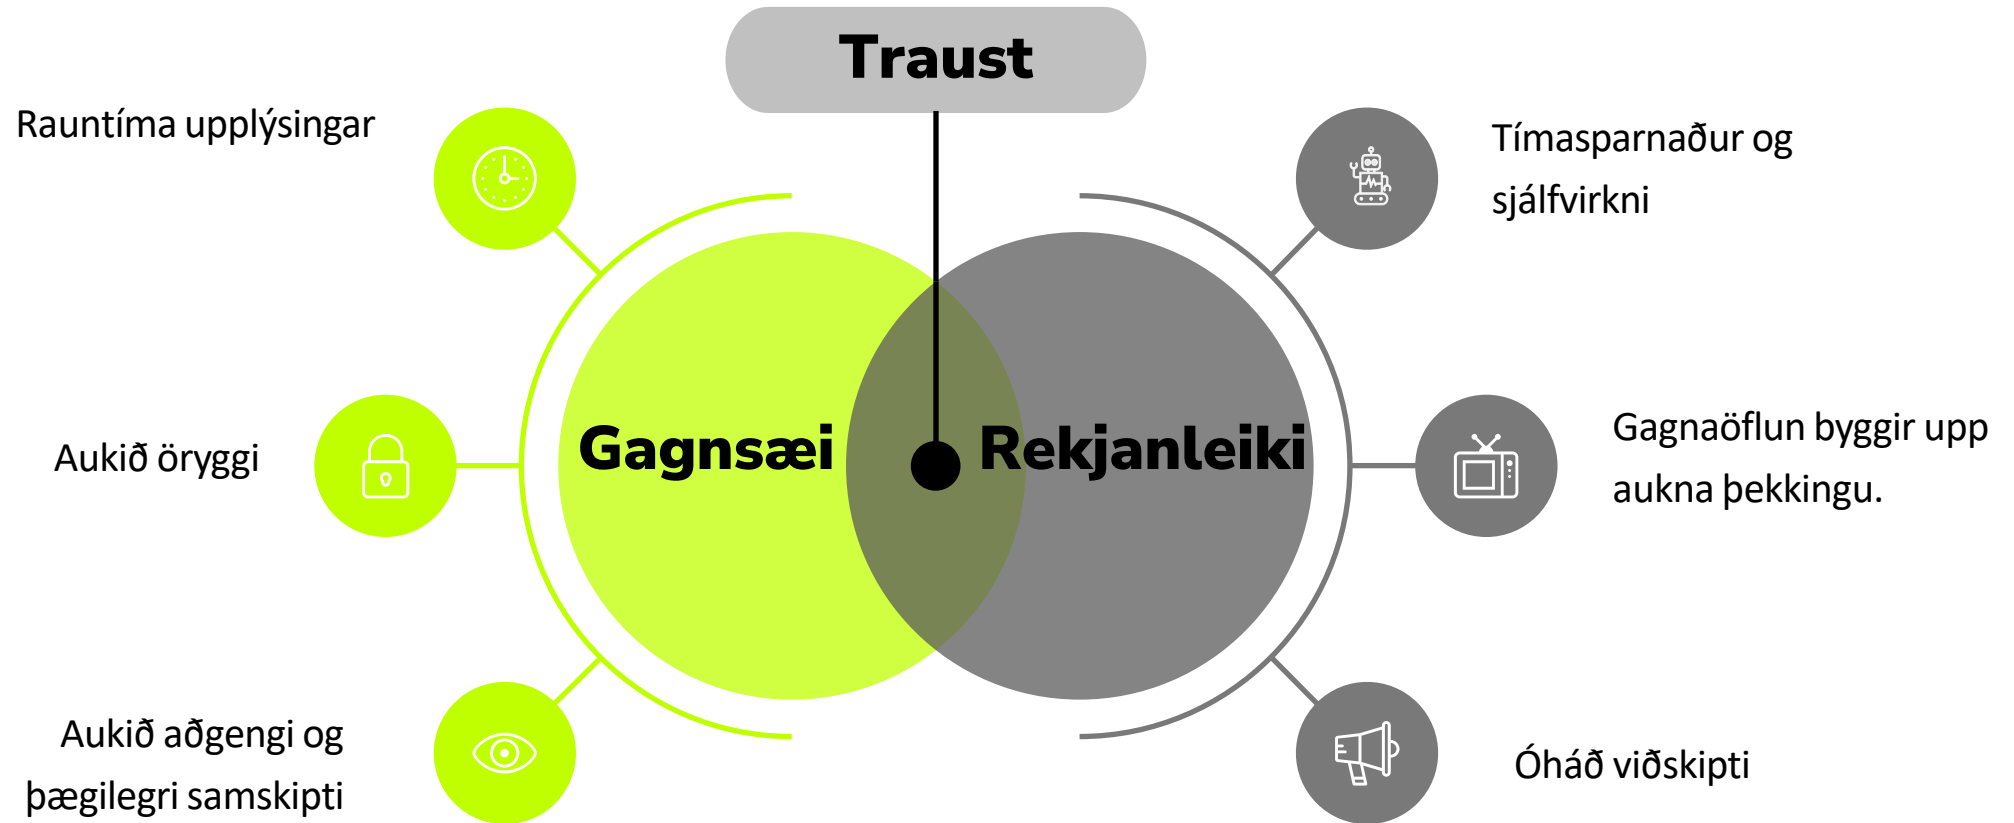 Traust
Rauntíma upplýsingar
Aukið öryggi
Aukið aðgengi og
þægilegri samskipti
Gagnsæi
Rekjanleiki
Tímasparnaður og
sjálfvirkni
Gagnaöflun byggir upp
aukna þekkingu.
Óháð viðskipti